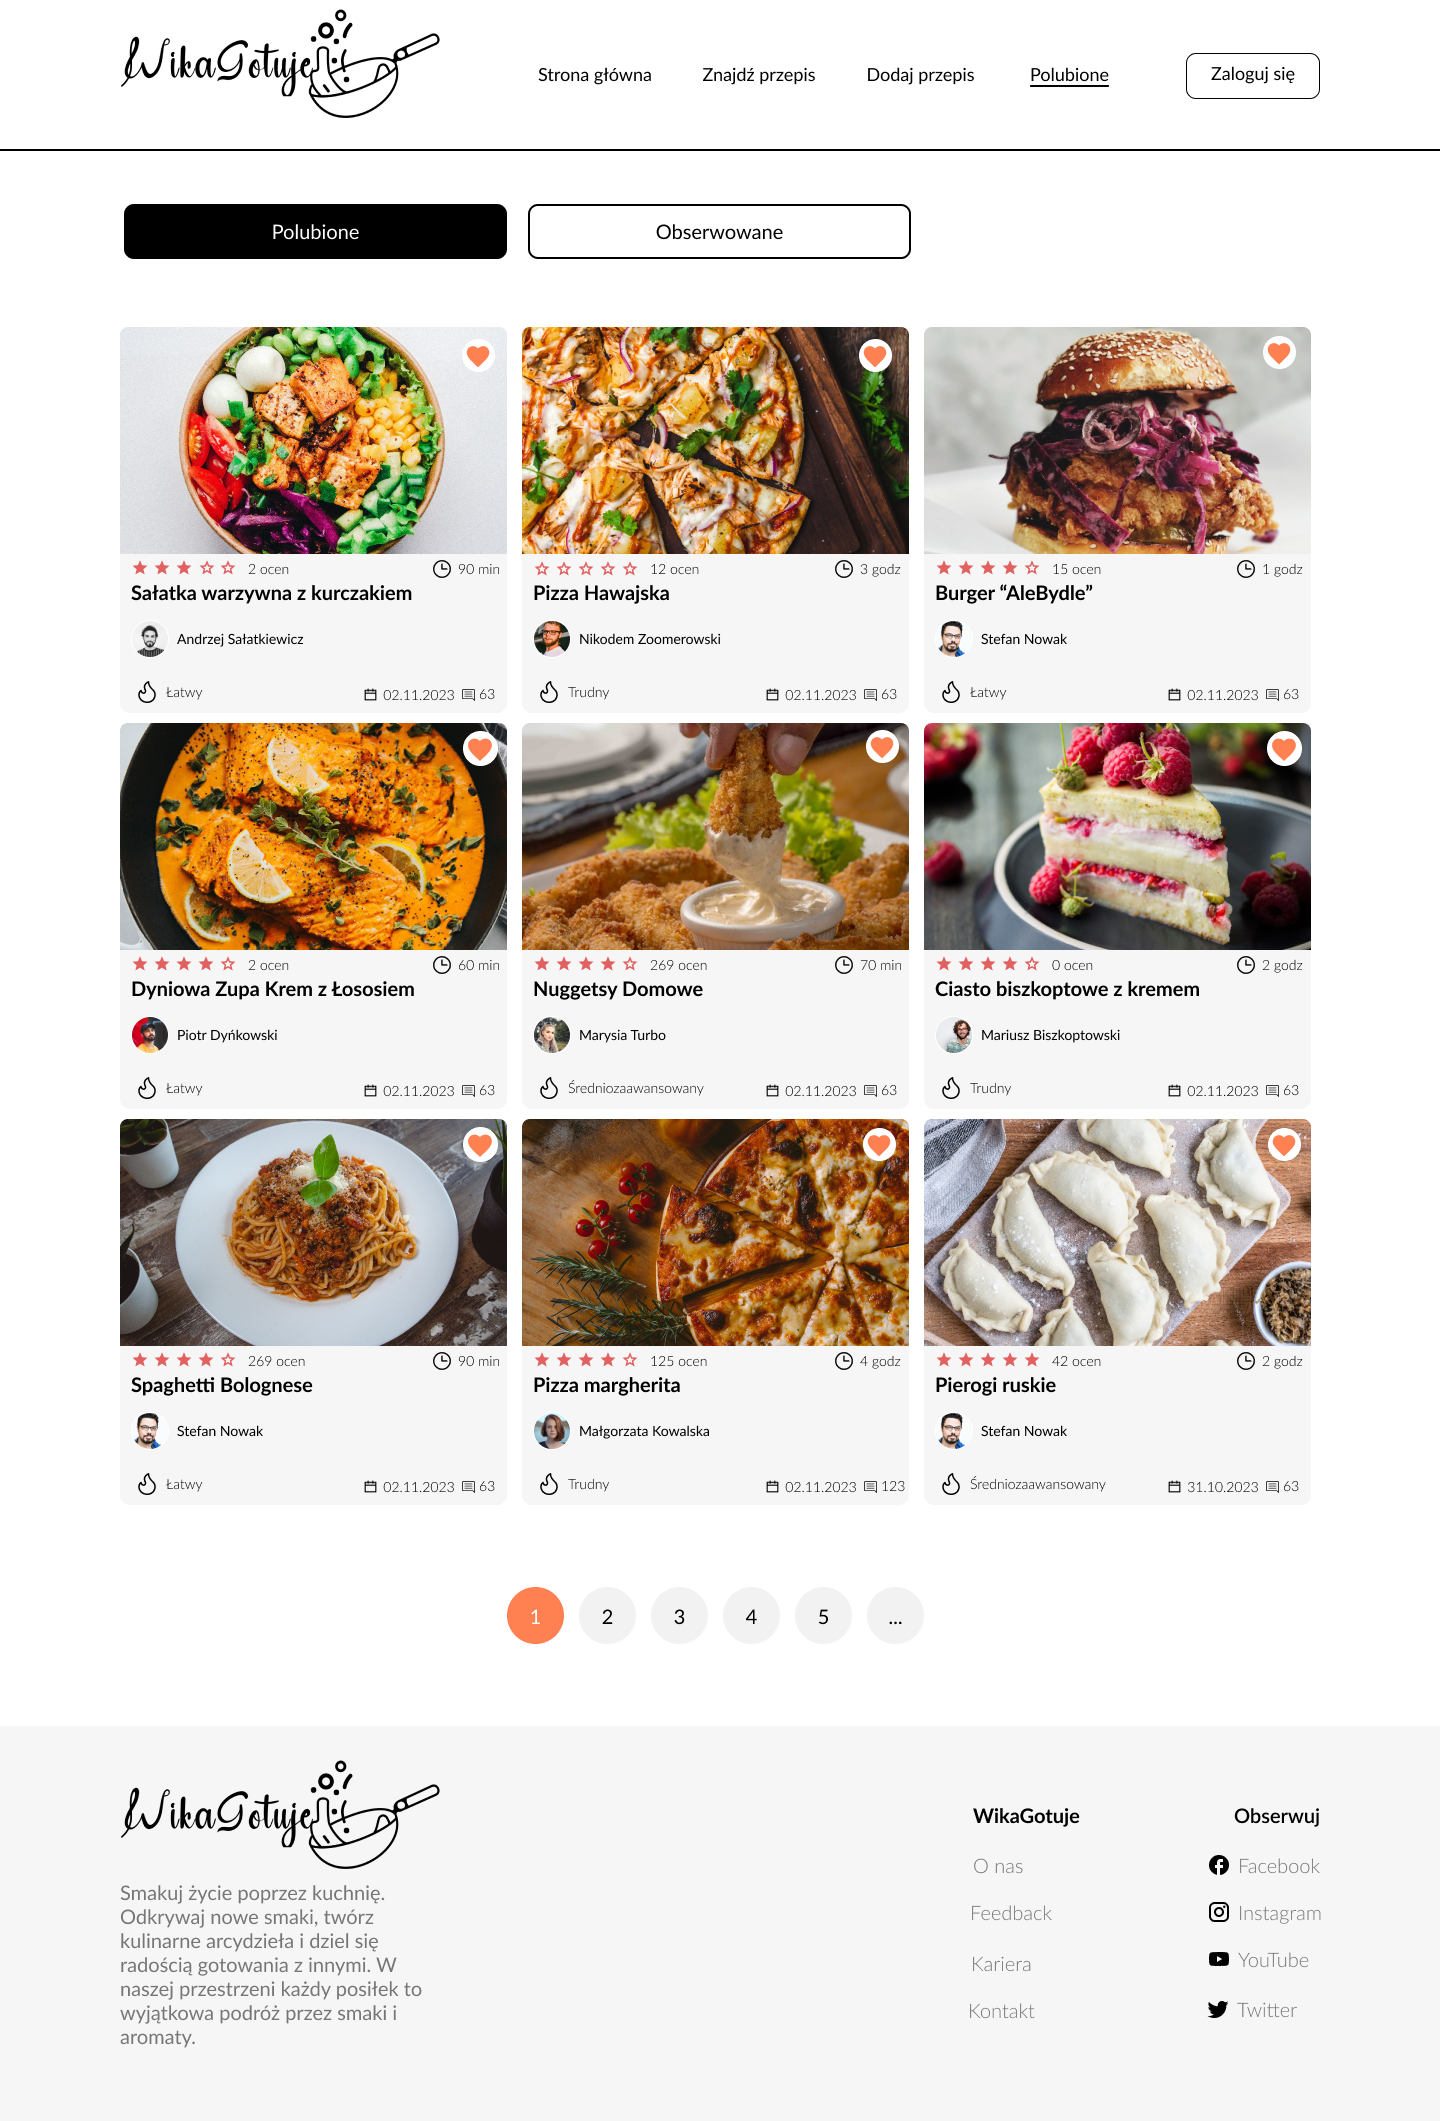 WikaGotuje
Strona główna
Znajdź przepis
Dodaj przepis
Polubione
Zaloguj się
Polubione
Obserwowane
2 ocen
90 min
Sałatka warzywna z kurczakiem
Andrzej Sałatkiewicz
Łatwy
02.11.2023
63
12 ocen
3 godz
Pizza Hawajska
Nikodem Zoomerowski
Trudny
02.11.2023
63
15 ocen
1 godz
Burger “AleBydle”
Stefan Nowak
Łatwy
02.11.2023
63
2 ocen
60 min
Dyniowa Zupa Krem z Łososiem
Piotr Dyńkowski
Łatwy
02.11.2023
63
269 ocen
70 min
Nuggetsy Domowe
Marysia Turbo
Średniozaawansowany
02.11.2023
63
0 ocen
2 godz
Ciasto biszkoptowe z kremem
Mariusz Biszkoptowski
Trudny
02.11.2023
63
269 ocen
90 min
Spaghetti Bolognese
Stefan Nowak
Łatwy
02.11.2023
63
125 ocen
4 godz
Pizza margherita
Małgorzata Kowalska
Trudny
02.11.2023
123
42 ocen
2 godz
Pierogi ruskie
Stefan Nowak
Średniozaawansowany
31.10.2023
63
1
2
3
4
5
...
WikaGotuje
Smakuj życie poprzez kuchnię.
Odkrywaj nowe smaki, twórz
kulinarne arcydzieła i dziel się
radością gotowania z innymi. W
naszej przestrzeni każdy posiłek to
wyjątkowa podróż przez smaki i
aromaty.
WikaGotuje
O nas
Feedback
Kariera
Kontakt
Obserwuj
Facebook
Instagram
YouTube
Twitter